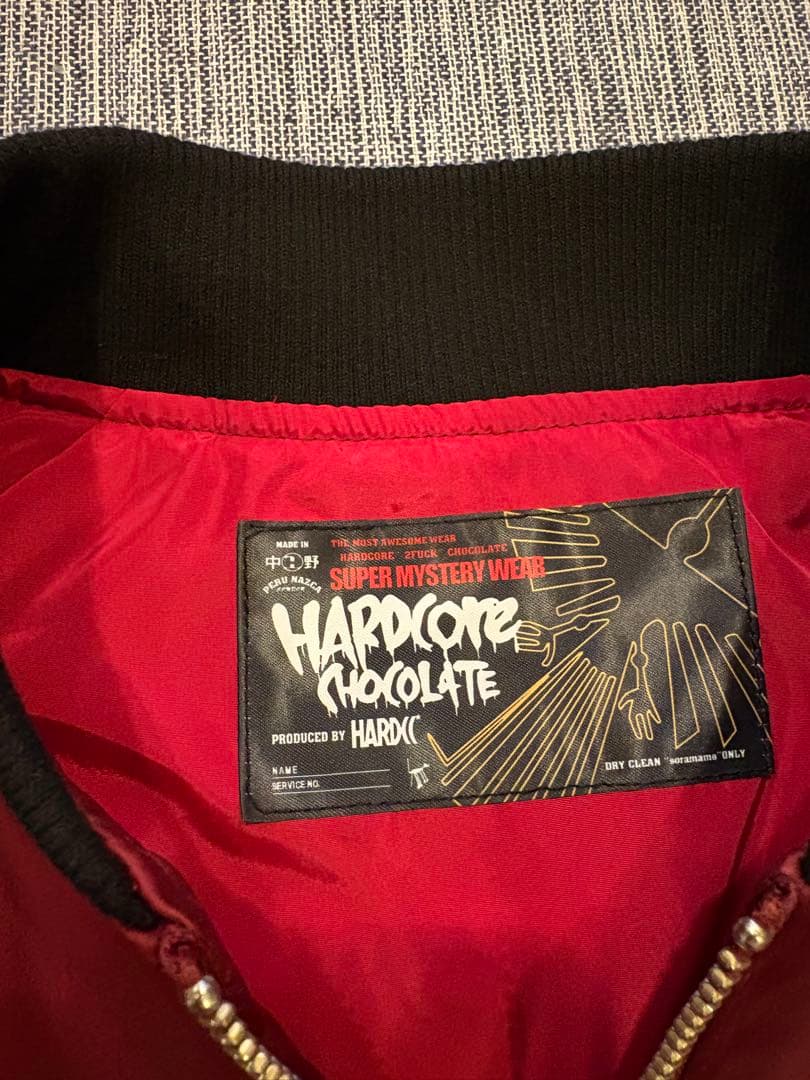 MADE IN
中野
PERU NAZCA
THE MOST AWESOME WEAR
HARDCORE "2FUCK" CHOCOLATE
SUPER MYSTERY WEAR
HARDCORE
CHOCOLATE
PRODUCED BY HARDCC
NAME
SERVICE NO.
DRY CLEAN "soramame" ONLY